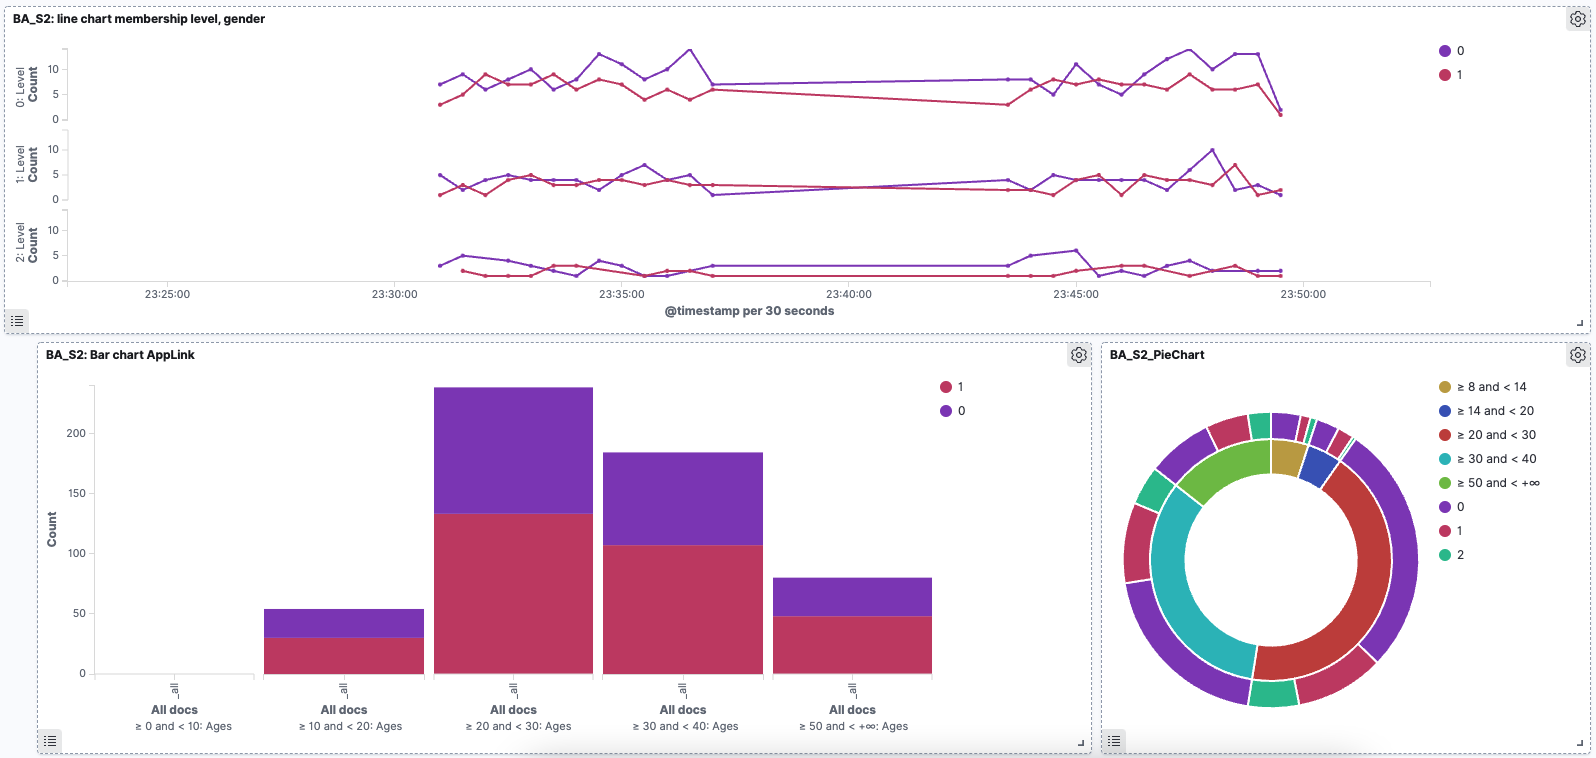 BA_S2: line chart membership level, gender
0: Level
Count
10
5
0
1: Level
Count
10
5
0
2: Level
Count
10
5
0
23:25:00
23:30:00
23:35:00
23:40:00
23:45:00
23:50:00
@timestamp per 30 seconds
0
1
BA_S2: Bar chart AppLink
Count
200
150
100
50
0
_all
_all
_all
_all
_all
All docs
All docs
All docs
All docs
All docs
≥ 0 and < 10: Ages
≥ 10 and < 20: Ages
≥ 20 and < 30: Ages
≥ 30 and < 40: Ages
≥ 50 and < +∞: Ages
1
0
BA_S2_PieChart
≥ 8 and < 14
≥ 14 and < 20
≥ 20 and < 30
≥ 30 and < 40
≥ 50 and < +∞
0
1
2